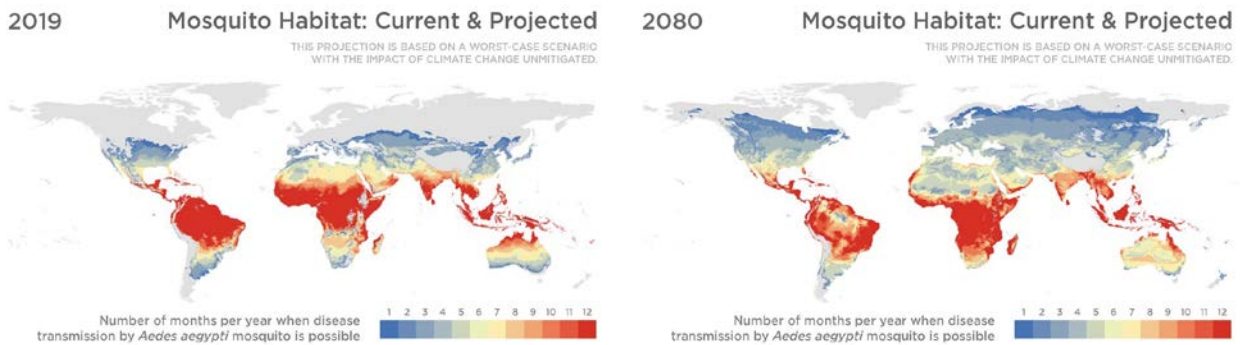 2019
Mosquito Habitat: Current & Projected
THIS PROJECTION IS BASED ON A WORST-CASE SCENARIO
WITH THE IMPACT OF CLIMATE CHANGE UNMITIGATED.
1 2 3 4 5 6 7 8 9 10 11 12
Number of months per year when disease
transmission by Aedes aegypti mosquito is possible
2080
Mosquito Habitat: Current & Projected
THIS PROJECTION IS BASED ON A WORST-CASE SCENARIO
WITH THE IMPACT OF CLIMATE CHANGE UNMITIGATED.
1 2 3 4 5 6 7 8 9 10 11 12
Number of months per year when disease
transmission by Aedes aegypti mosquito is possible